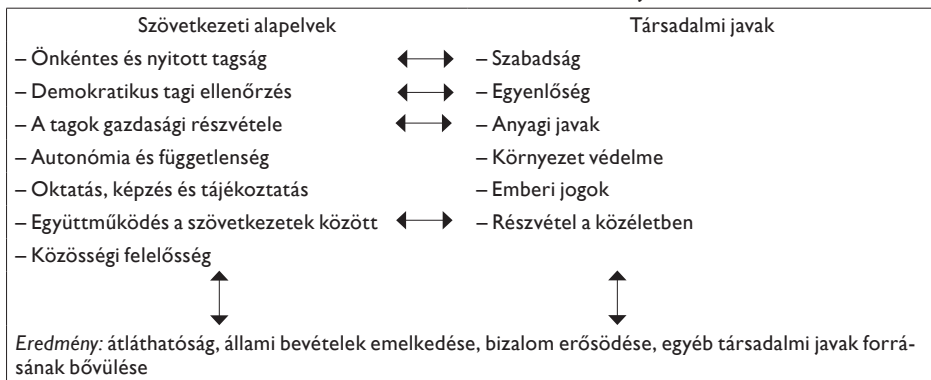 Szövetkezeti alapelvek
Társadalmi javak
– Önkéntes és nyitott tagság
– Szabadság
– Demokratikus tagi ellenőrzés
– Egyenlőség
– A tagok gazdasági részvétele
– Anyagi javak
– Autonómia és függetlenség
– Környezet védelme
– Oktatás, képzés és tájékoztatás
– Emberi jogok
– Együttműködés a szövetkezetek között
– Részvétel a közéletben
– Közösségi felelősség
Eredmény: átláthatóság, állami bevételek emelkedése, bizalom erősödése, egyéb társadalmi javak forrá-
sának bővülése